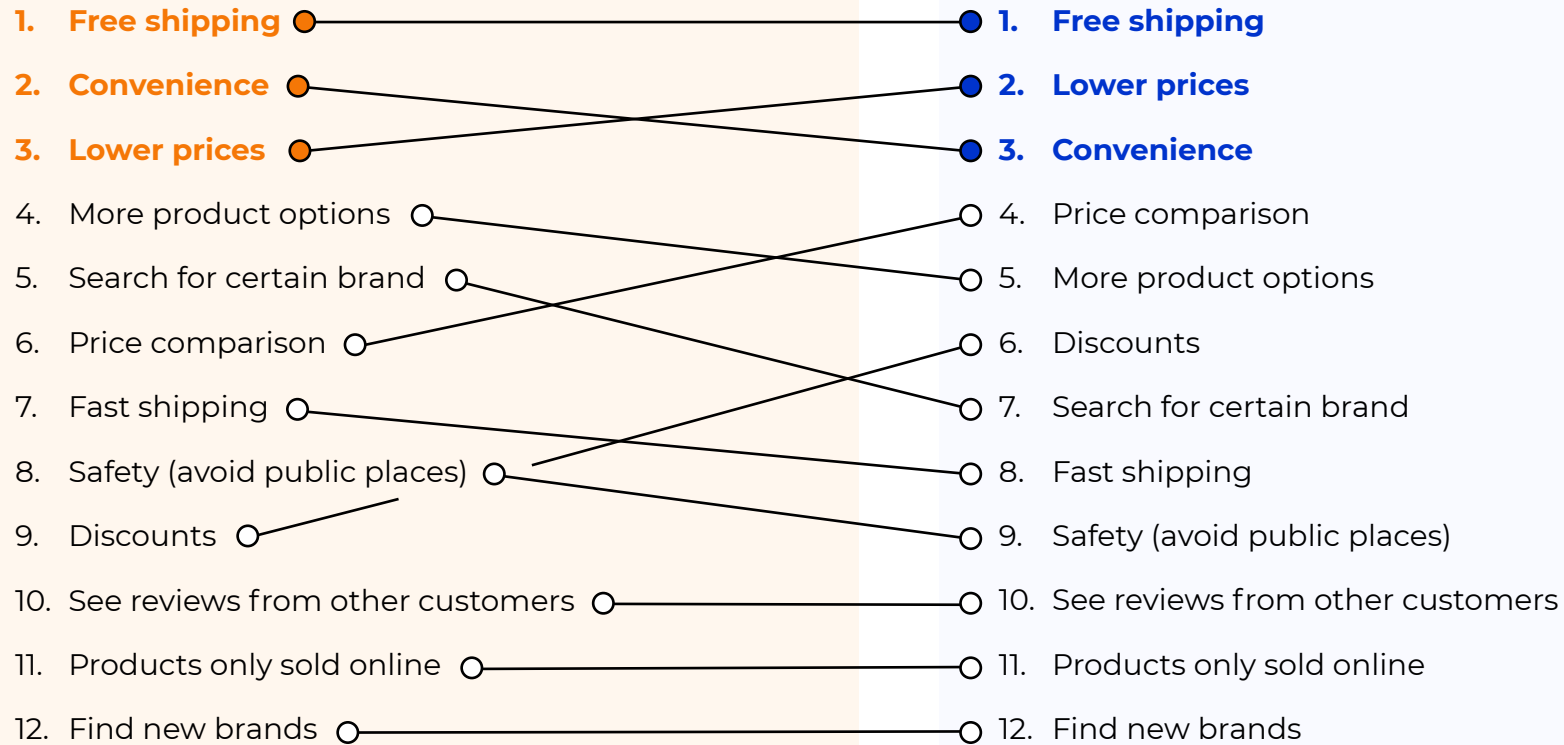 1. Free shipping
2. Convenience
3. Lower prices
4. More product options
5. Search for certain brand
6. Price comparison
7. Fast shipping
8. Safety (avoid public places)
9. Discounts
10. See reviews from other customers
11. Products only sold online
12. Find new brands
1. Free shipping
2. Lower prices
3. Convenience
4. Price comparison
5. More product options
6. Discounts
7. Search for certain brand
8. Fast shipping
9. Safety (avoid public places)
10. See reviews from other customers
11. Products only sold online
12. Find new brands